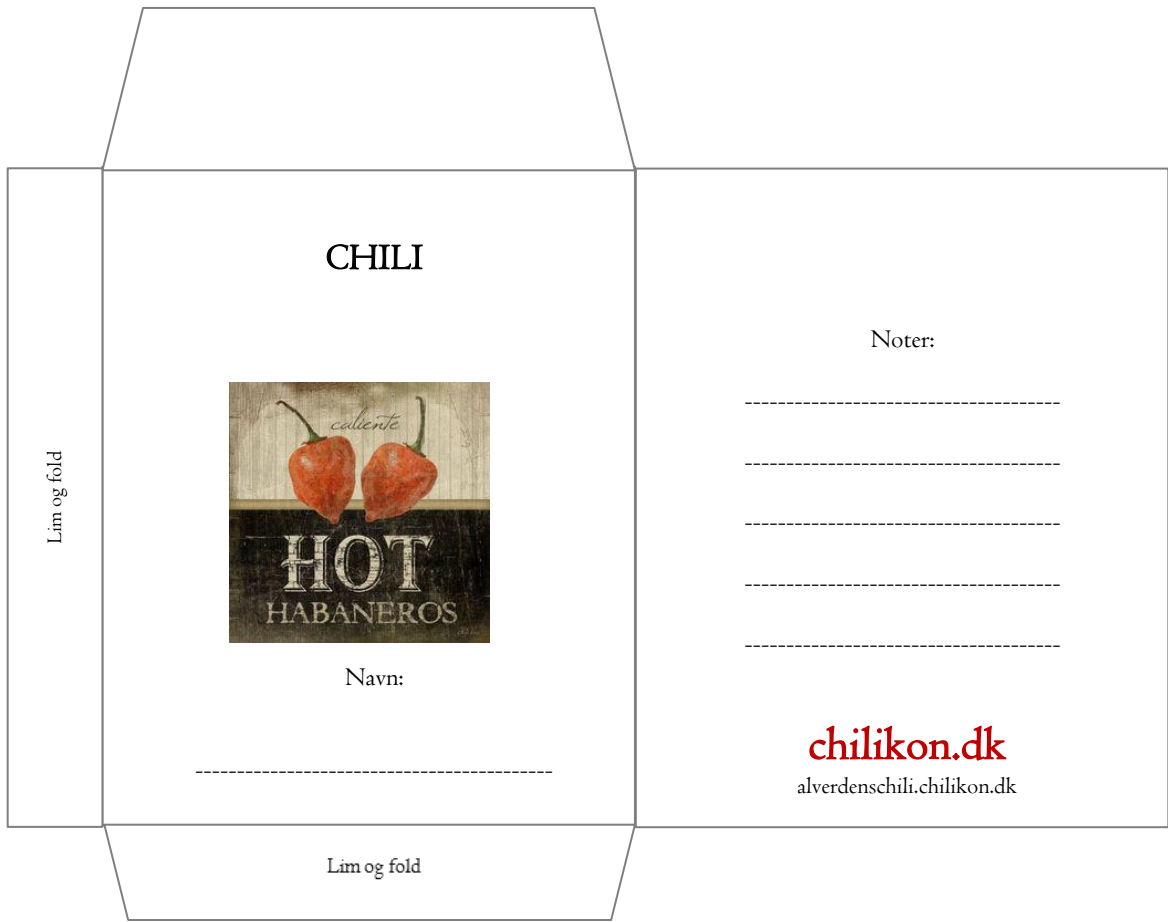 CHILI
caliente
HOT
HABANEROS
Navn:
Lim og fold
Lim og fold
Noter:
chilikon.dk
alverdenschili.chilikon.dk